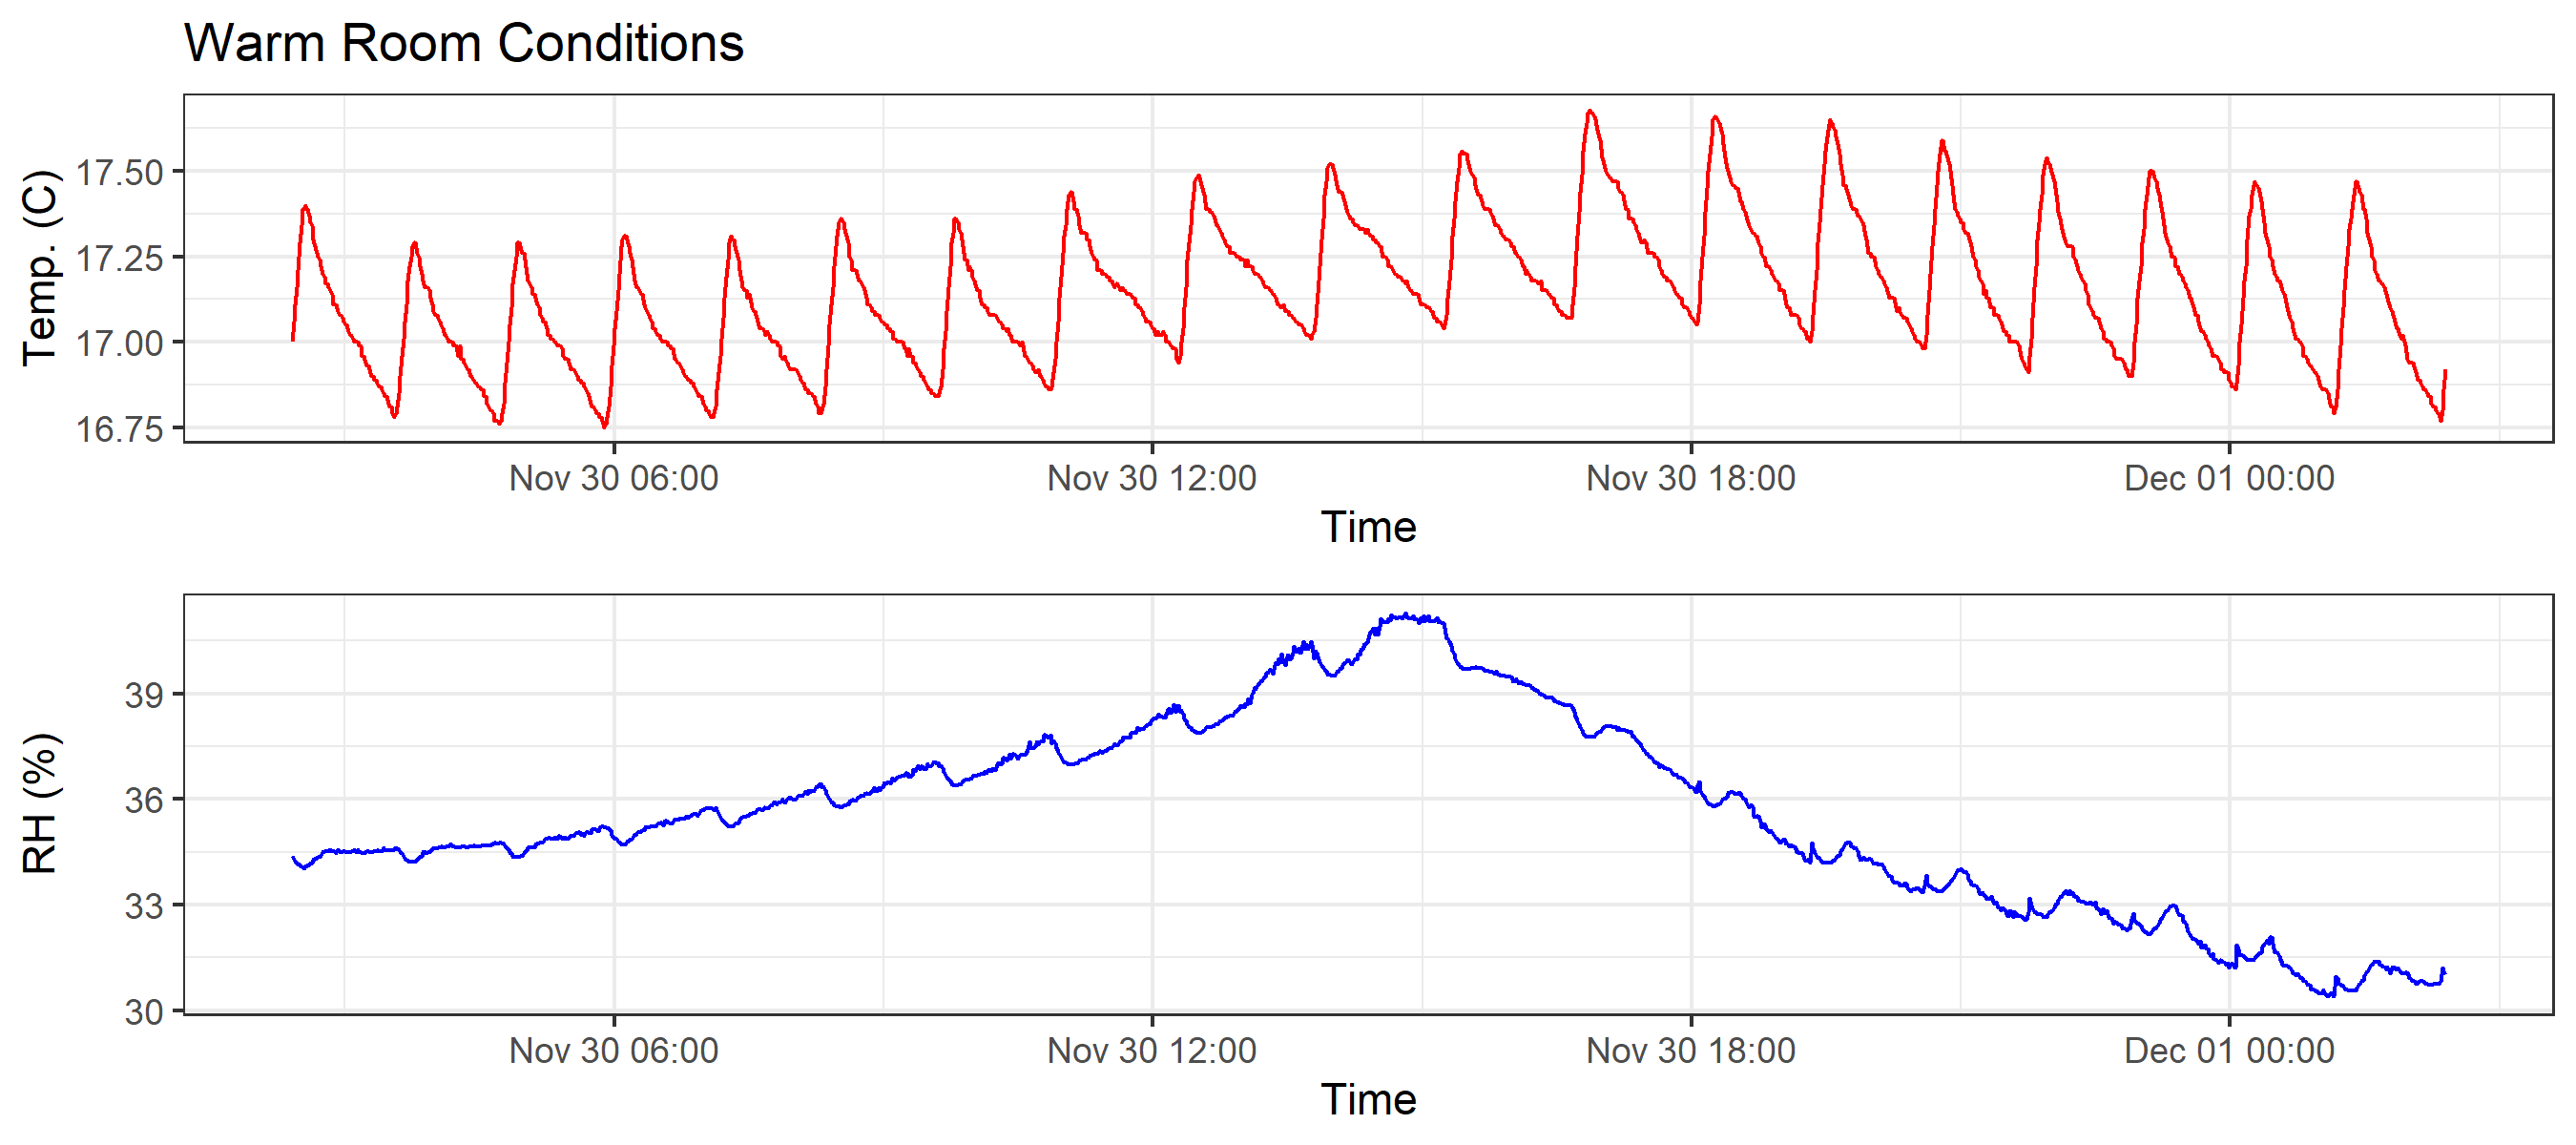 Warm Room Conditions
Temp. (C)
17.50
17.25
17.00
16.75
Nov 30 06:00 Nov 30 12:00 Nov 30 18:00 Dec 01 00:00
Time
RH (%)
39
36
33
30
Nov 30 06:00 Nov 30 12:00 Nov 30 18:00 Dec 01 00:00
Time